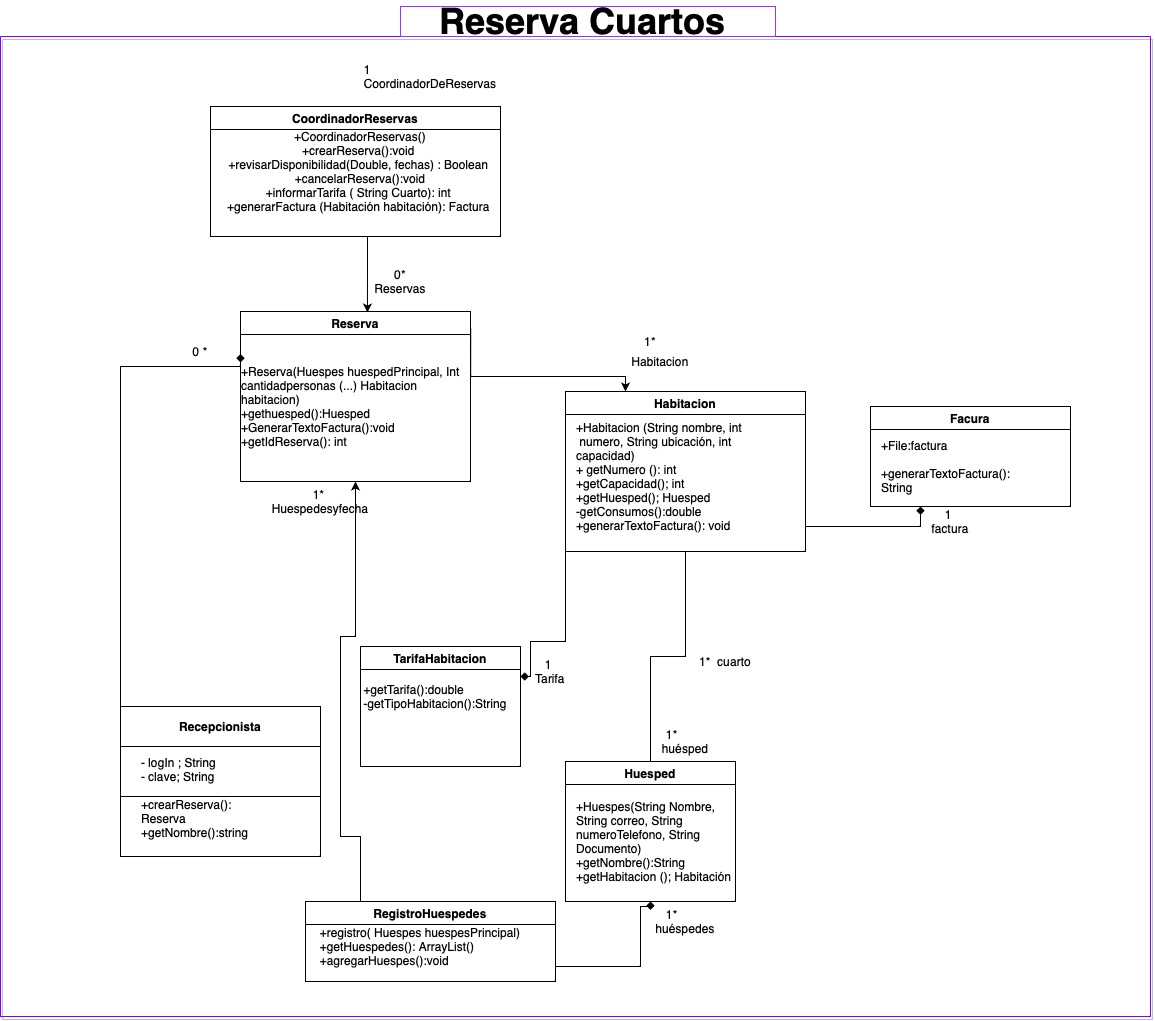 Reserva Cuartos
1
CoordinadorDeReservas
CoordinadorReservas
+CoordinadorReservas()
+crearReserva():void
+revisarDisponibilidad(Double, fechas) : Boolean
+cancelarReserva():void
+informarTarifa ( String Cuarto): int
+generarFactura (Habitación habitación): Factura
0*
Reservas
Reserva
0 *
+Reserva(Huespes huespedPrincipal, Int
cantidadpersonas (...) Habitacion
habitacion)
+gethuesped():Huesped
+GenerarTextoFactura():void
+getIdReserva(): int
1*
Habitacion
Habitacion
+Habitacion (String nombre, int
numero, String ubicación, int
capacidad)
+ getNumero (): int
+getCapacidad(); int
+getHuesped(); Huesped
-getConsumos():double
+generarTextoFactura(): void
Facura
+File:factura
+generarTextoFactura():
String
1
factura
1*
Huespedesyfecha
TarifaHabitacion
+getTarifa():double
-getTipoHabitacion():String
1
Tarifa
1* cuarto
Recepcionista
- logIn ; String
- clave; String
+crearReserva():
Reserva
+getNombre():string
1*
huésped
Huesped
+Huespes(String Nombre,
String correo, String
numeroTelefono, String
Documento)
+getNombre():String
+getHabitacion (); Habitación
1*
huéspedes
RegistroHuespedes
+registro( Huespes huespesPrincipal)
+getHuespedes(): ArrayList()
+agregarHuespes():void